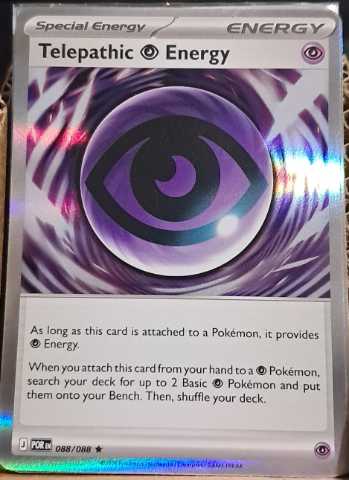 Special Energy ENERGY
Telepathic Energy
As long as this card is attached to a Pokémon, it provides
Energy.
When you attach this card from your hand to a Pokémon,
search your deck for up to 2 Basic Pokémon and put
them onto your Bench. Then, shuffle your deck.
J POR EN 088/088